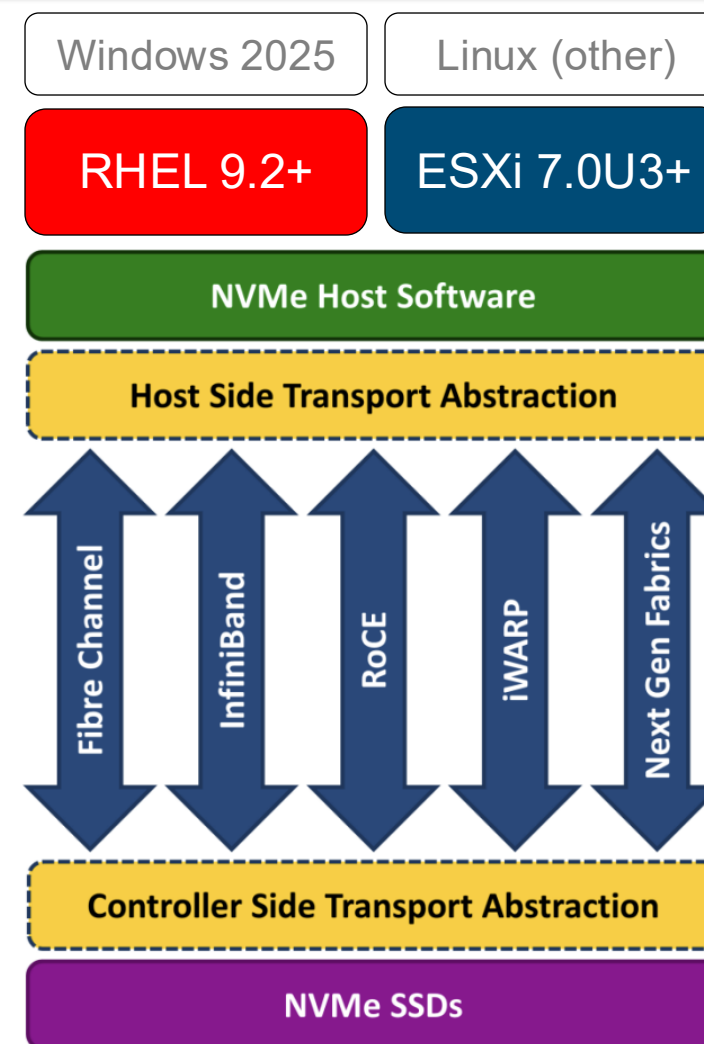 Windows 2025
Linux (other)
RHEL 9.2+
ESXi 7.0U3+
NVMe Host Software
Host Side Transport Abstraction
Fibre Channel
InfiniBand
RoCE
iWARP
Next Gen Fabrics
Controller Side Transport Abstraction
NVMe SSDs